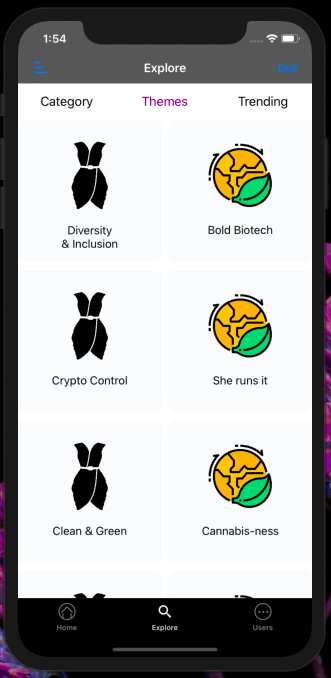 1:54
Explore
Category Themes Trending
Diversity
& Inclusion
Bold Biotech
Crypto Control
She runs it
Clean & Green
Cannabis-ness
Home
Explore
Users